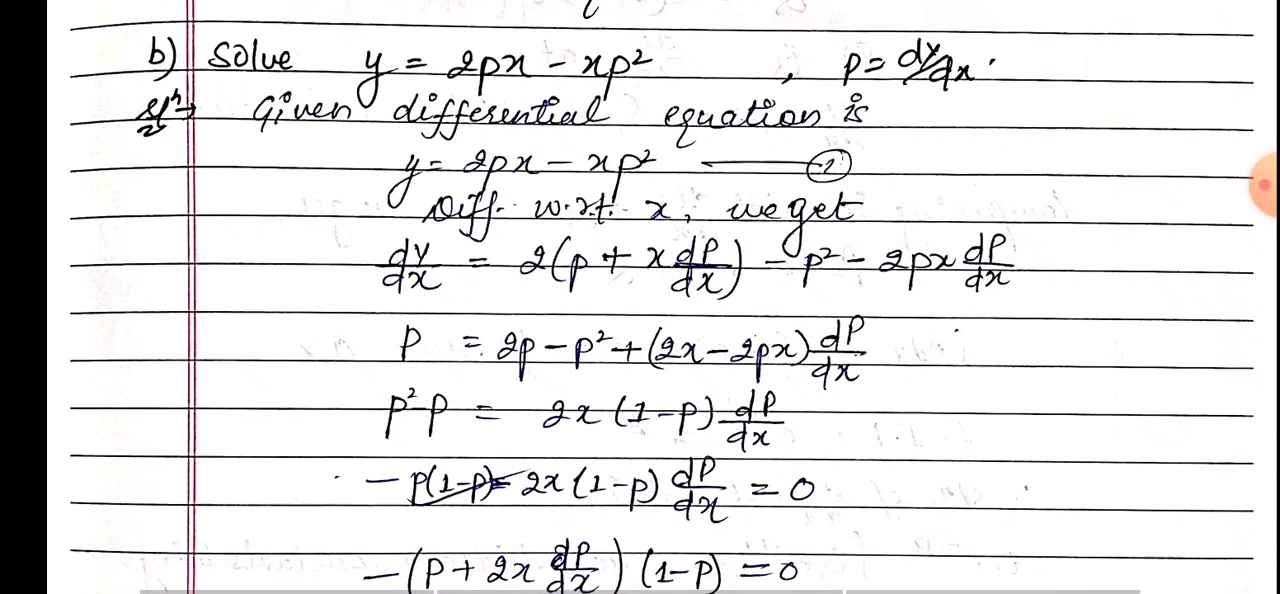 b) Solve y = 2px - xp² , p = dy/dx.
Solⁿ→ Given differential equation is
y = 2px - xp² —— ①
Diff. w.r.t. x, we get
dy/dx = 2(p + x dp/dx) - p² - 2px dp/dx
P = 2p - p² + (2x - 2px) dP/dx
p² - p = 2x (1-p) dP/dx
- p(1-p) - 2x (1-p) dP/dx = 0
- (p + 2x dP/dx) (1-p) = 0